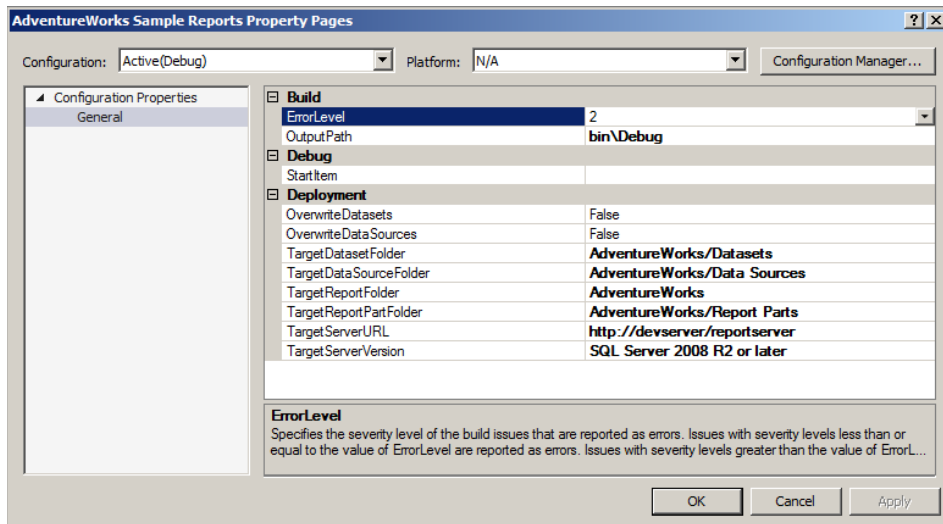 AdventureWorks Sample Reports Property Pages
Configuration: Active(Debug) Platform: N/A Configuration Manager...
Configuration Properties
General
Build
ErrorLevel 2
OutputPath bin\Debug
Debug
StartItem
Deployment
OverwriteDatasets False
OverwriteDataSources False
TargetDatasetFolder AdventureWorks/Datasets
TargetDataSourceFolder AdventureWorks/Data Sources
TargetReportFolder AdventureWorks
TargetReportPartFolder AdventureWorks/Report Parts
TargetServerURL http://devserver/reportserver
TargetServerVersion SQL Server 2008 R2 or later
ErrorLevel
Specifies the severity level of the build issues that are reported as errors. Issues with severity levels less than or
equal to the value of ErrorLevel are reported as errors. Issues with severity levels greater than the value of ErrorL...
OK Cancel Apply